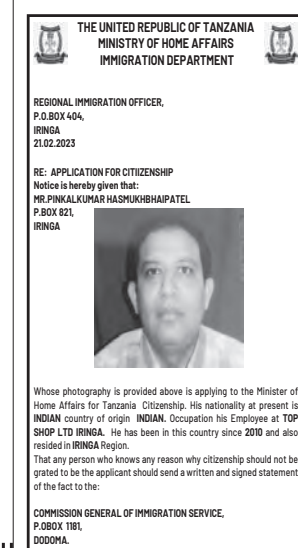 THE UNITED REPUBLIC OF TANZANIA
MINISTRY OF HOME AFFAIRS
IMMIGRATION DEPARTMENT
REGIONAL IMMIGRATION OFFICER,
P.O.BOX 404,
IRINGA
21.02.2023
RE: APPLICATION FOR CITIIZENSHIP
Notice is hereby given that:
MR.PINKALKUMAR HASMUKHBHAIPATEL
P.BOX 821,
IRINGA
Whose photography is provided above is applying to the Minister of
Home Affairs for Tanzania Citizenship. His nationality at present is
INDIAN country of origin INDIAN. Occupation his Employee at TOP
SHOP LTD IRINGA. He has been in this country since 2010 and also
resided in IRINGA Region.
That any person who knows any reason why citizenship should not be
grated to be the applicant should send a written and signed statement
of the fact to the:
COMMISSION GENERAL OF IMMIGRATION SERVICE,
P.OBOX 1181,
DODOMA.